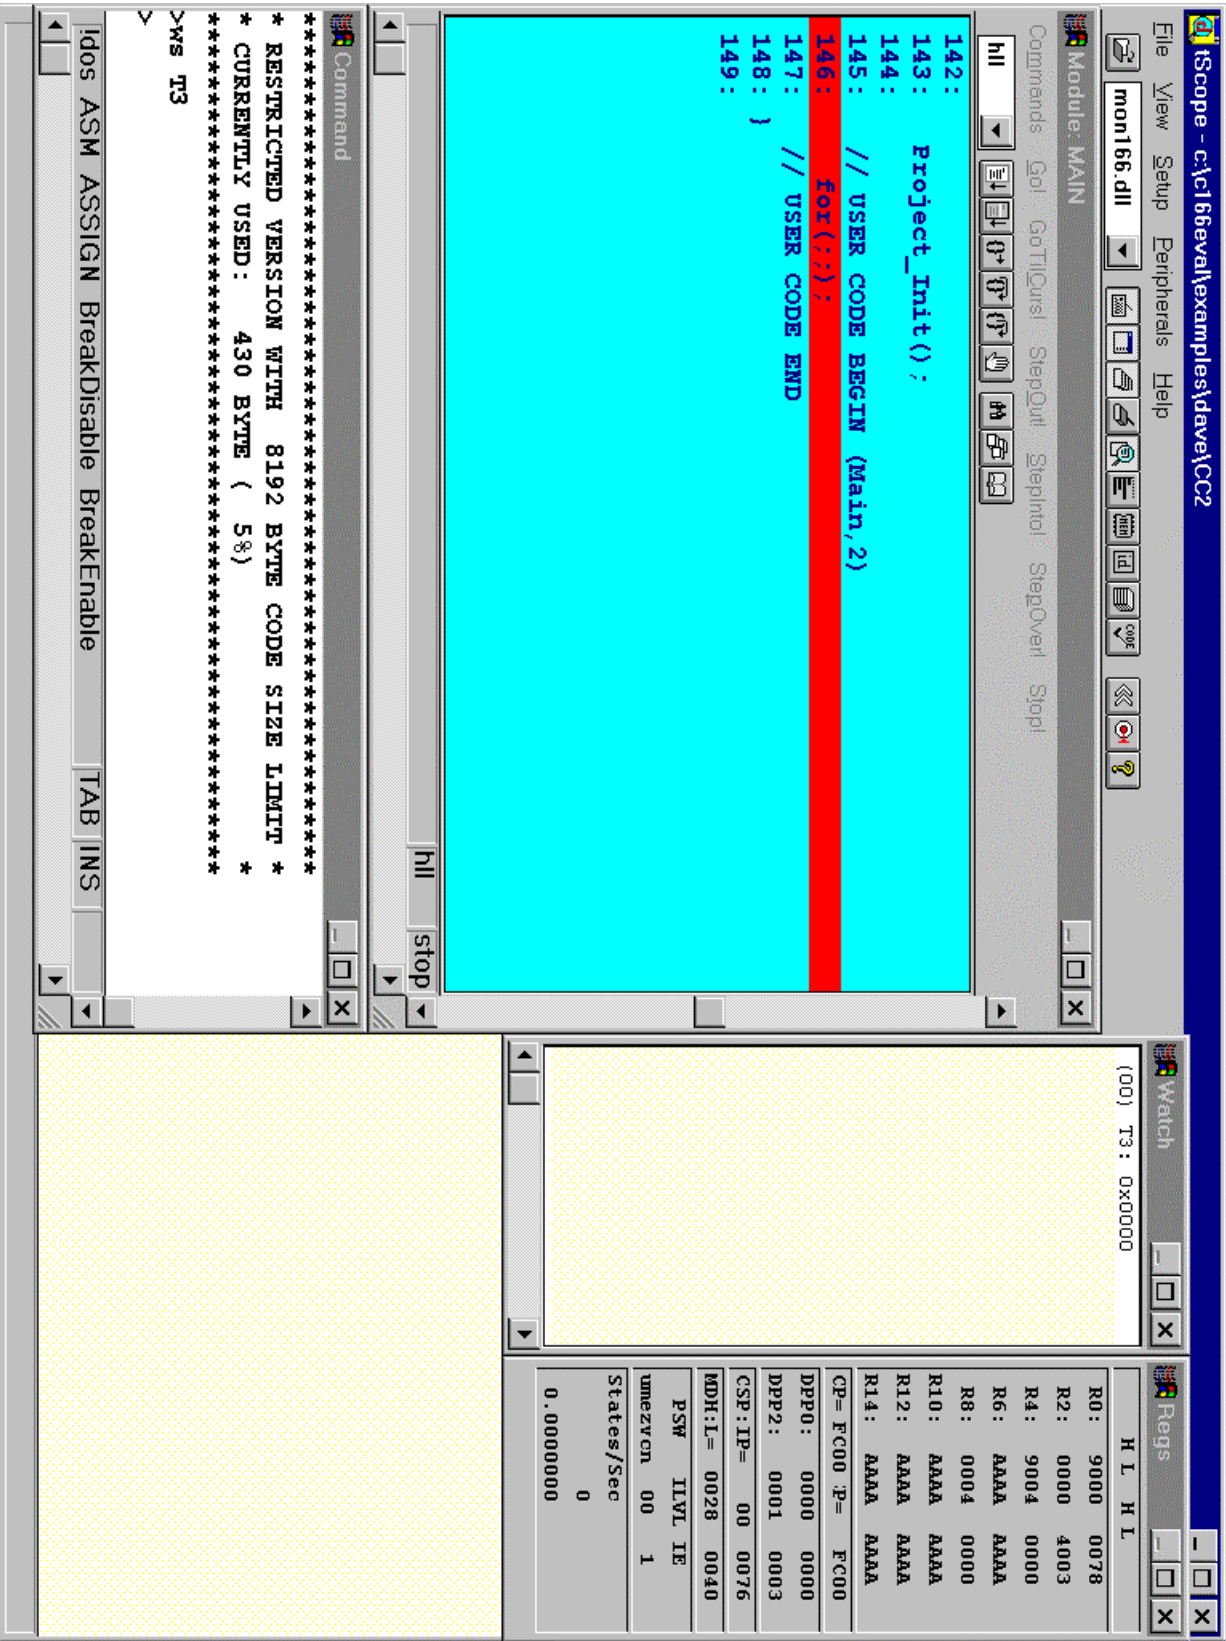 tScope - c:\c166eval\examples\dave\CC2
File View Setup Peripherals Help
mon166.dll
MEM id CODE ?
Module: MAIN
Commands Go! GoTilCurs! StepOut! StepInto! StepOver! Stop!
hll
142:
143: Project_Init();
144:
145: // USER CODE BEGIN (Main,2)
146: for(;;);
147: // USER CODE END
148: }
149:
hll stop
Command
*****************************************************
* RESTRICTED VERSION WITH 8192 BYTE CODE SIZE LIMIT *
* CURRENTLY USED: 430 BYTE ( 5%) *
*****************************************************
>ws T3
>
!dos ASM ASSIGN BreakDisable BreakEnable TAB INS
Watch
(00) T3: 0x0000
Regs
H L H L
R0: 9000 0078
R2: 0000 4003
R4: 9004 0000
R6: AAAA AAAA
R8: 0004 0000
R10: AAAA AAAA
R12: AAAA AAAA
R14: AAAA AAAA
CP= FC00 P= FC00
DPP0: 0000 0000
DPP2: 0001 0003
CSP:IP= 00 0076
MDH:L= 0028 0040
PSW ILVL IE
umezvcn 00 1
States/Sec
0
0.0000000